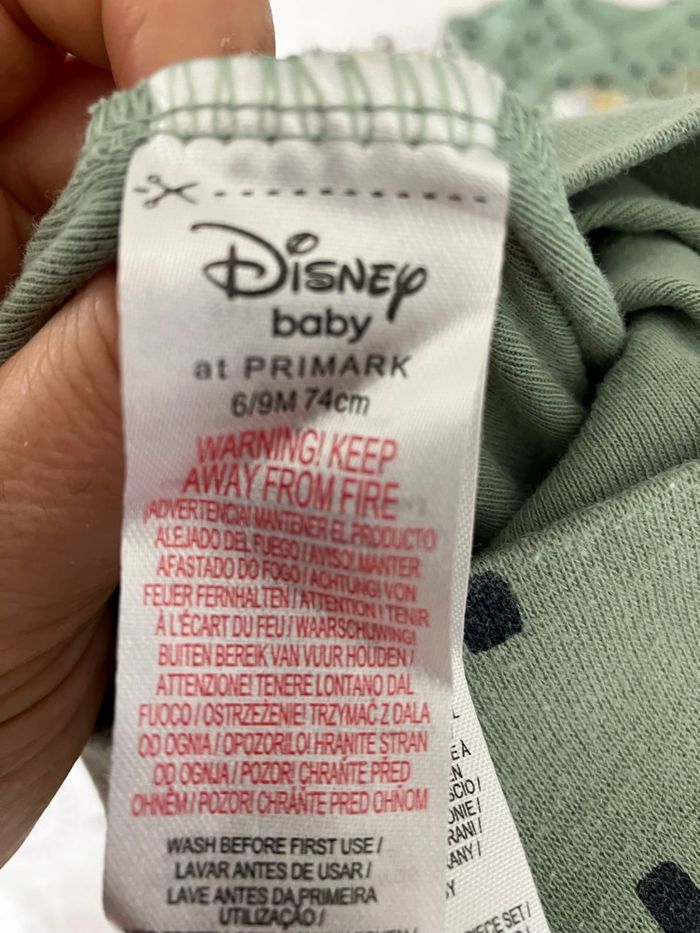 Disney
baby
at PRIMARK
6/9M 74cm
WARNING! KEEP
AWAY FROM FIRE
¡ADVERTENCIA! MANTENER EL PRODUCTO
ALEJADO DEL FUEGO / AVISO! MANTER
AFASTADO DO FOGO / ACHTUNG! VON
FEUER FERNHALTEN / ATTENTION ! TENIR
À L'ÉCART DU FEU / WAARSCHUWING!
BUITEN BEREIK VAN VUUR HOUDEN /
ATTENZIONE! TENERE LONTANO DAL
FUOCO / OSTRZEŻENIE! TRZYMAĆ Z DALA
OD OGNIA / OPOZORILO! HRANITE STRAN
OD OGNJA / POZOR! CHRAŇTE PŘED
OHNĚM / POZOR! CHRÁŇTE PRED OHŇOM
WASH BEFORE FIRST USE /
LAVAR ANTES DE USAR /
LAVE ANTES DA PRIMEIRA
UTILIZAÇÃO /